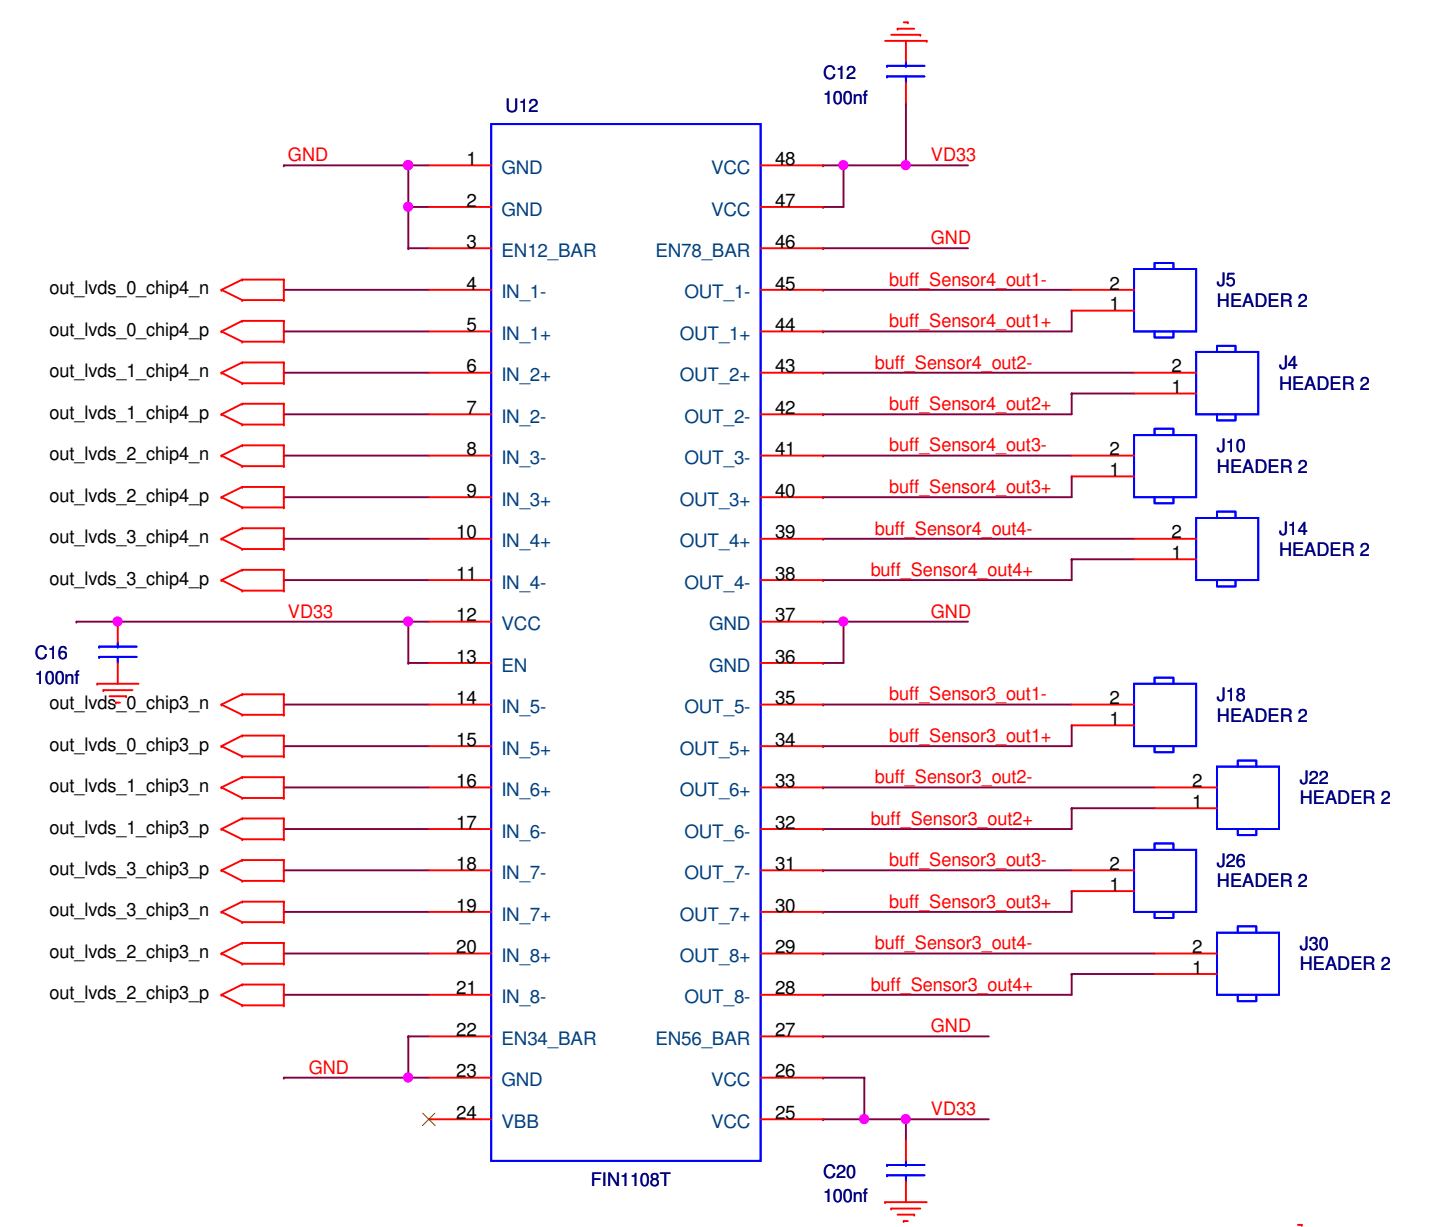 C12
100nf
U12
GND 1 GND VCC 48 VD33
2 GND VCC 47
3 EN12_BAR EN78_BAR 46 GND
out_lvds_0_chip4_n 4 IN_1- OUT_1- 45 buff_Sensor4_out1- 2 J5
HEADER 2
out_lvds_0_chip4_p 5 IN_1+ OUT_1+ 44 buff_Sensor4_out1+ 1
out_lvds_1_chip4_n 6 IN_2+ OUT_2+ 43 buff_Sensor4_out2- 2 J4
HEADER 2
out_lvds_1_chip4_p 7 IN_2- OUT_2- 42 buff_Sensor4_out2+ 1
out_lvds_2_chip4_n 8 IN_3- OUT_3- 41 buff_Sensor4_out3- 2 J10
HEADER 2
out_lvds_2_chip4_p 9 IN_3+ OUT_3+ 40 buff_Sensor4_out3+ 1
out_lvds_3_chip4_n 10 IN_4+ OUT_4+ 39 buff_Sensor4_out4- 2 J14
HEADER 2
out_lvds_3_chip4_p 11 IN_4- OUT_4- 38 buff_Sensor4_out4+ 1
VD33 12 VCC GND 37 GND
C16
100nf
13 EN GND 36
out_lvds_0_chip3_n 14 IN_5- OUT_5- 35 buff_Sensor3_out1- 2 J18
HEADER 2
out_lvds_0_chip3_p 15 IN_5+ OUT_5+ 34 buff_Sensor3_out1+ 1
out_lvds_1_chip3_n 16 IN_6+ OUT_6+ 33 buff_Sensor3_out2- 2 J22
HEADER 2
out_lvds_1_chip3_p 17 IN_6- OUT_6- 32 buff_Sensor3_out2+ 1
out_lvds_3_chip3_p 18 IN_7- OUT_7- 31 buff_Sensor3_out3- 2 J26
HEADER 2
out_lvds_3_chip3_n 19 IN_7+ OUT_7+ 30 buff_Sensor3_out3+ 1
out_lvds_2_chip3_n 20 IN_8+ OUT_8+ 29 buff_Sensor3_out4- 2 J30
HEADER 2
out_lvds_2_chip3_p 21 IN_8- OUT_8- 28 buff_Sensor3_out4+ 1
22 EN34_BAR EN56_BAR 27 GND
GND 23 GND VCC 26
24 VBB VCC 25 VD33
FIN1108T
C20
100nf